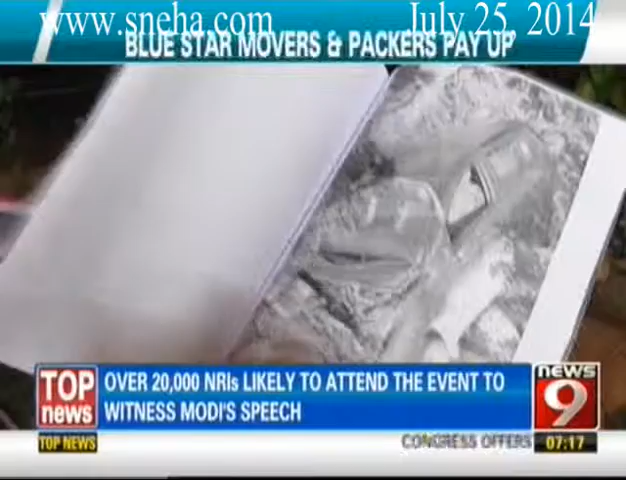 www.sneha.com July 25, 2014
BLUE STAR MOVERS & PACKERS PAY UP
TOP news
OVER 20,000 NRIs LIKELY TO ATTEND THE EVENT TO
WITNESS MODI'S SPEECH
NEWS 9
TOP NEWS
CONGRESS OFFERS
07:17